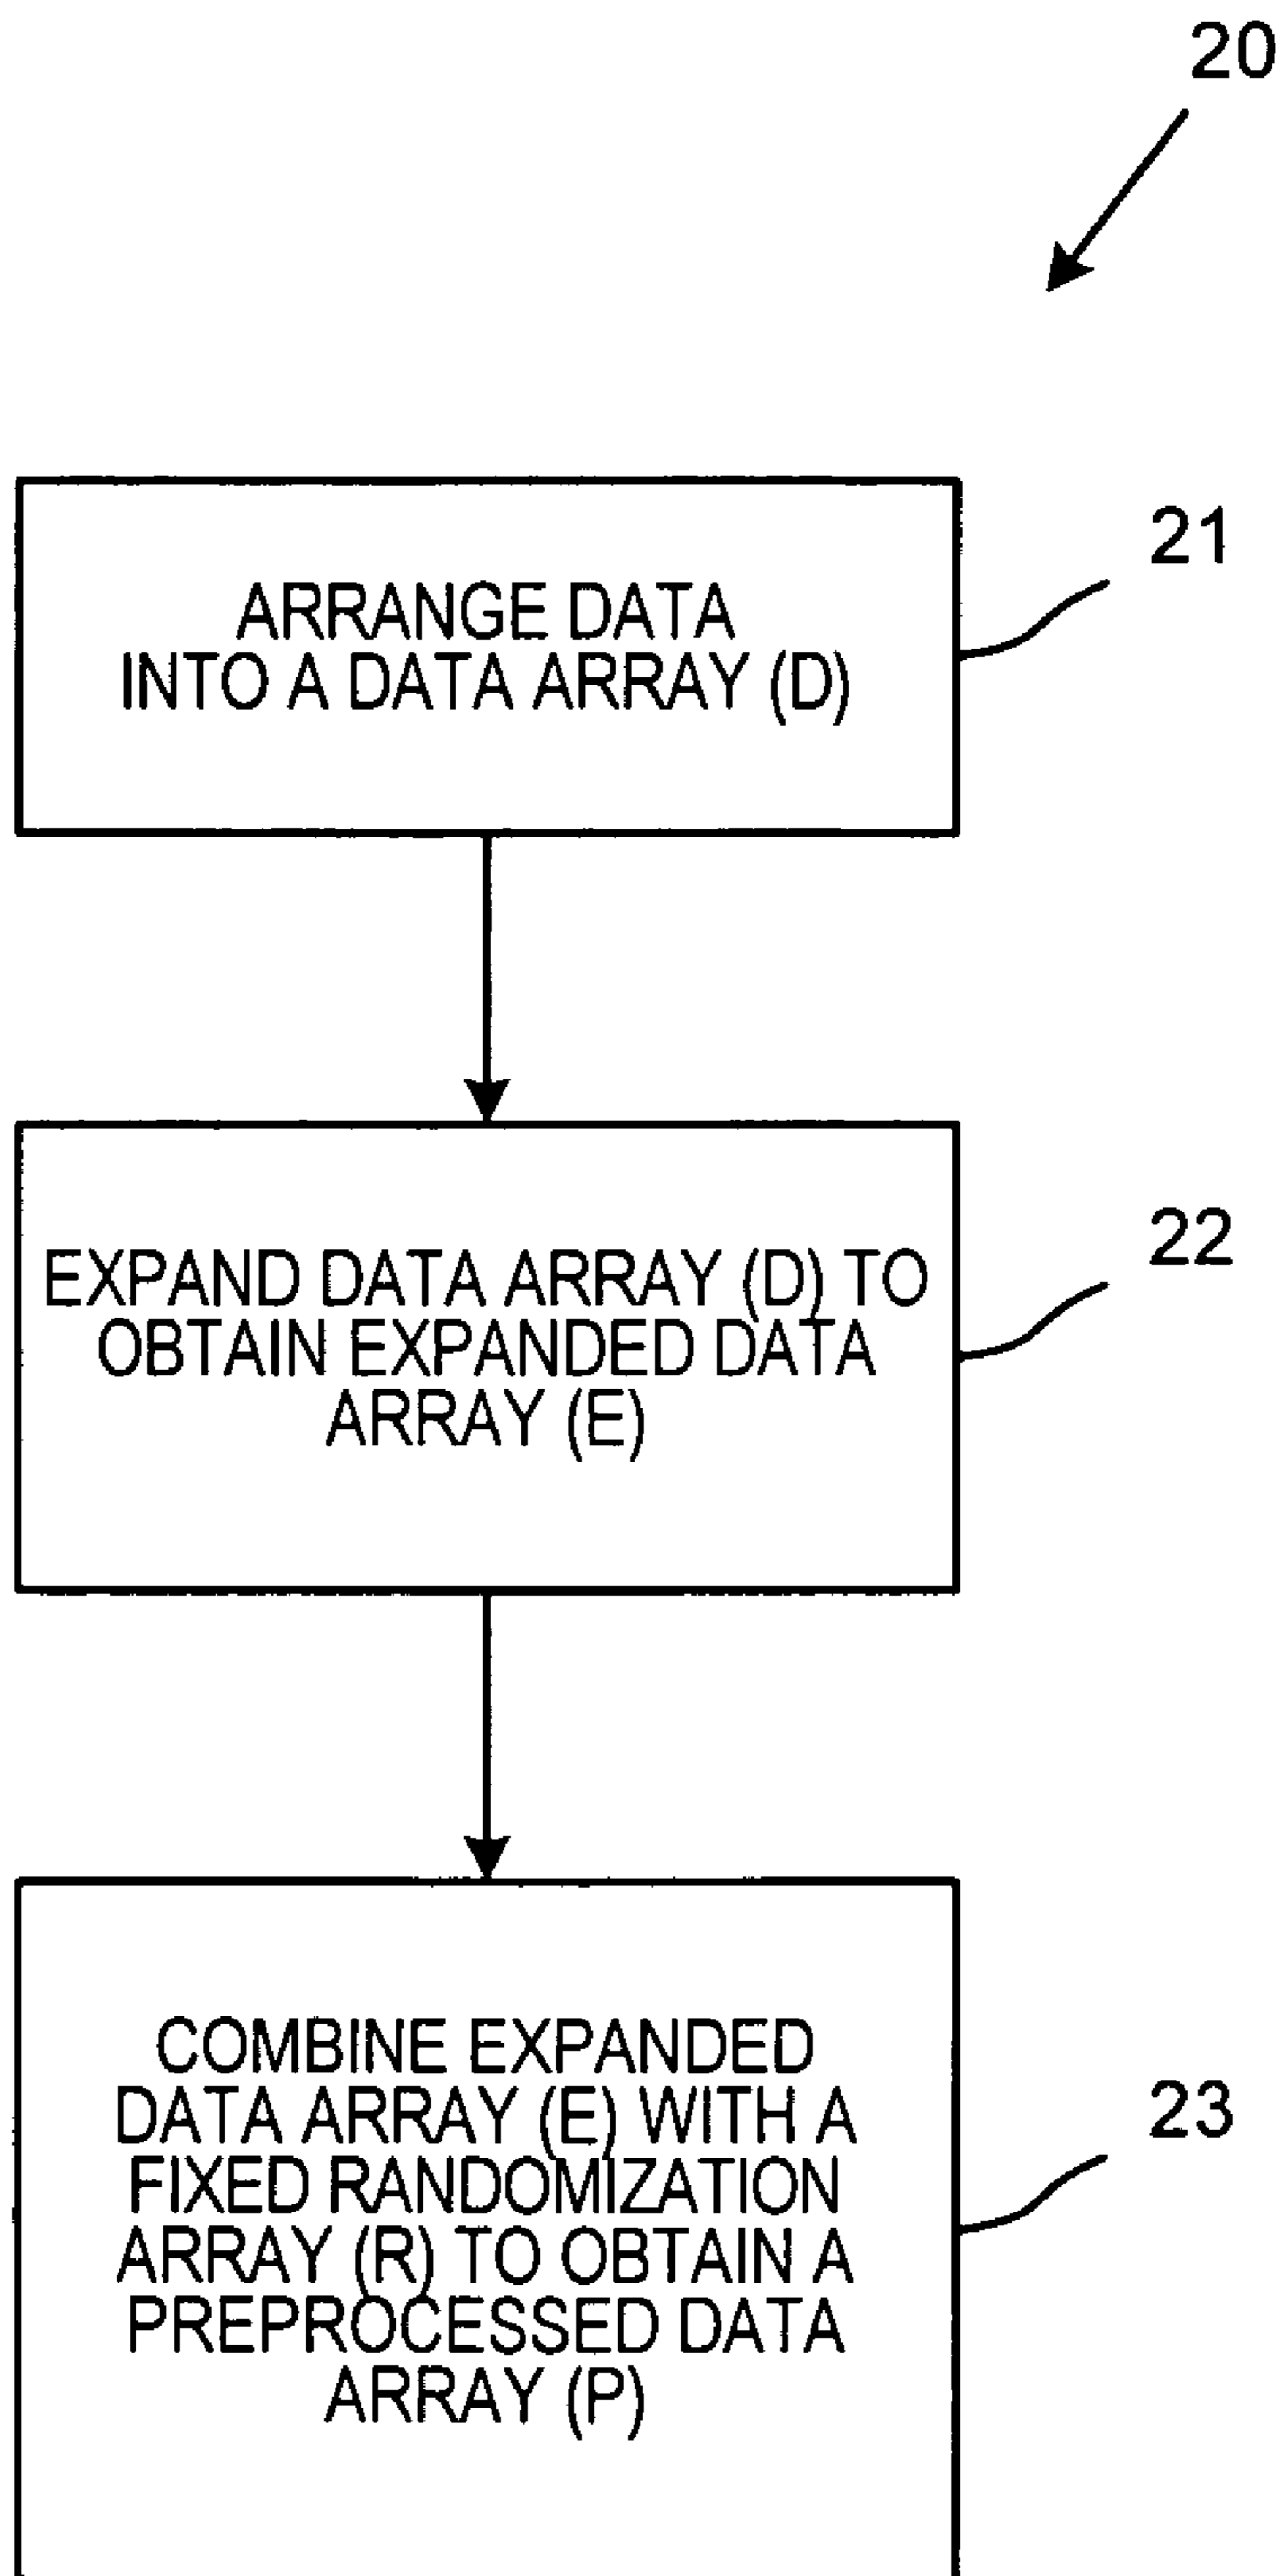 20
21
ARRANGE DATA
INTO A DATA ARRAY (D)
22
EXPAND DATA ARRAY (D) TO
OBTAIN EXPANDED DATA
ARRAY (E)
23
COMBINE EXPANDED
DATA ARRAY (E) WITH A
FIXED RANDOMIZATION
ARRAY (R) TO OBTAIN A
PREPROCESSED DATA
ARRAY (P)